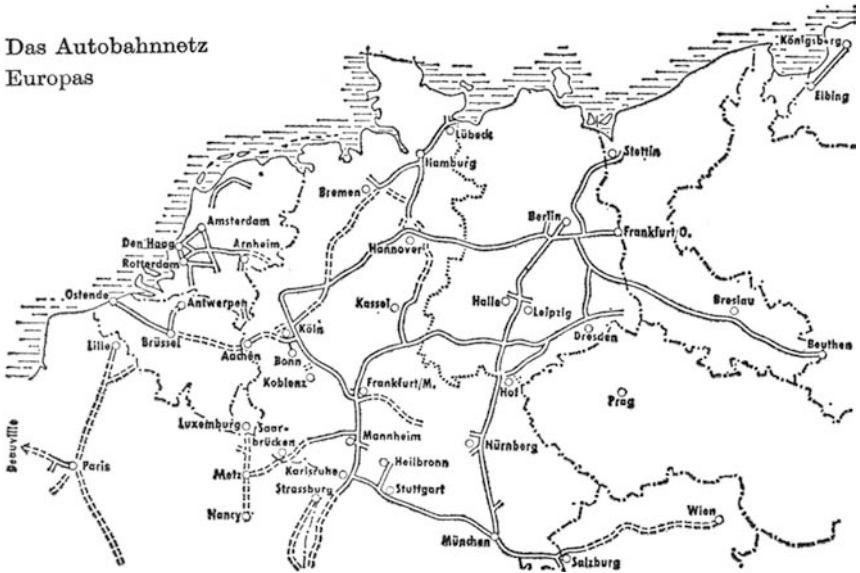 Das Autobahnnetz
Europas
Königsberg
Elbing
Lübeck
Hamburg
Stettin
Bremen
Amsterdam
Berlin
Den Haag
Arnheim
Frankfurt/O.
Hannover
Rotterdam
Ostende
Antwerpen
Kassel
Halle
Leipzig
Breslau
Köln
Lille
Brüssel
Aachen
Bonn
Dresden
Beuthen
Koblenz
Frankfurt/M.
Hof
Prag
Luxemburg
Saar-
brücken
Mannheim
Nürnberg
Deauville
Paris
Metz
Karlsruhe
Heilbronn
Strassburg
Stuttgart
Nancy
Wien
München
Salzburg